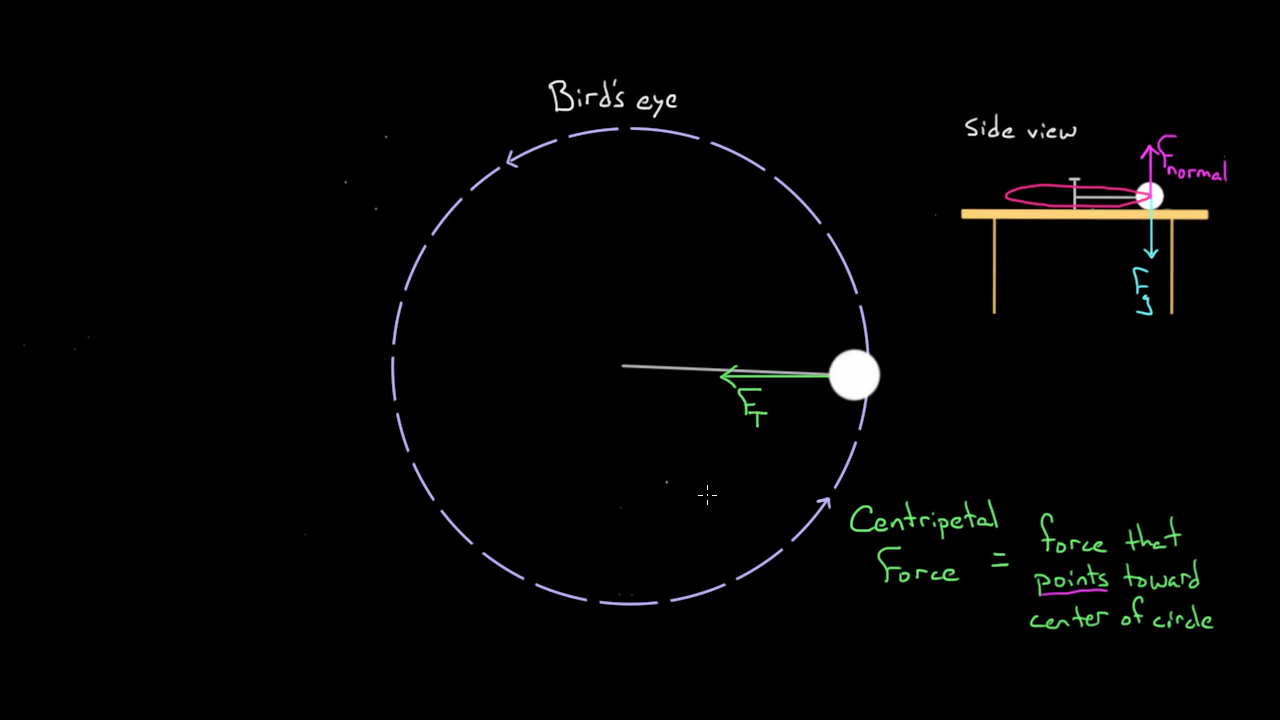 Bird's eye
Side view
Fnormal
Fg
FT
Centripetal
Force = force that
points toward
center of circle